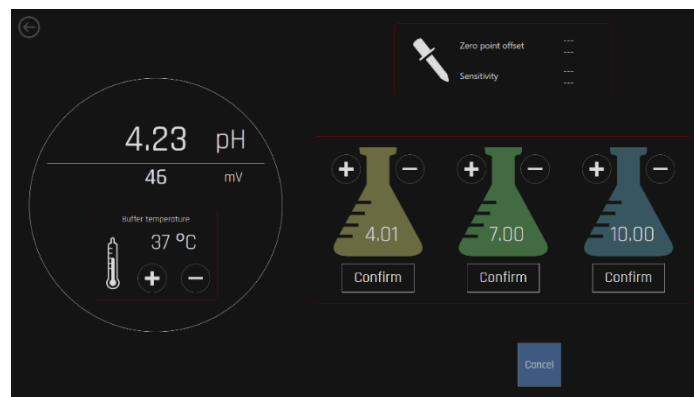 Zero point offset ---
---
Sensitivity ---
---
4.23 pH
46 mV
Buffer temperature
37 °C
+ −
+ − + − + −
4.01 7.00 10.00
Confirm Confirm Confirm
Cancel